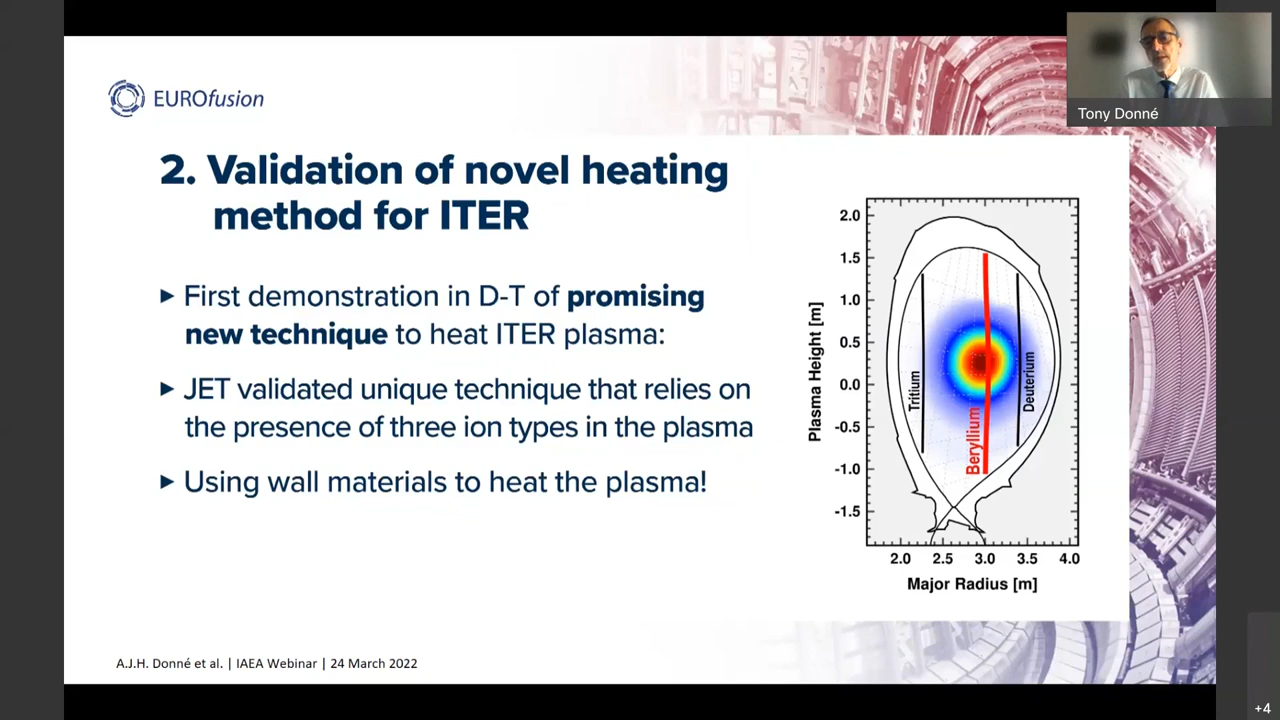 EUROfusion
Tony Donné
2. Validation of novel heating
method for ITER
► First demonstration in D-T of promising
new technique to heat ITER plasma:
► JET validated unique technique that relies on
the presence of three ion types in the plasma
► Using wall materials to heat the plasma!
Plasma Height [m]
2.0
1.5
1.0
0.5
0.0
-0.5
-1.0
-1.5
Tritium
Beryllium
Deuterium
2.0 2.5 3.0 3.5 4.0
Major Radius [m]
A.J.H. Donné et al. | IAEA Webinar | 24 March 2022
+4